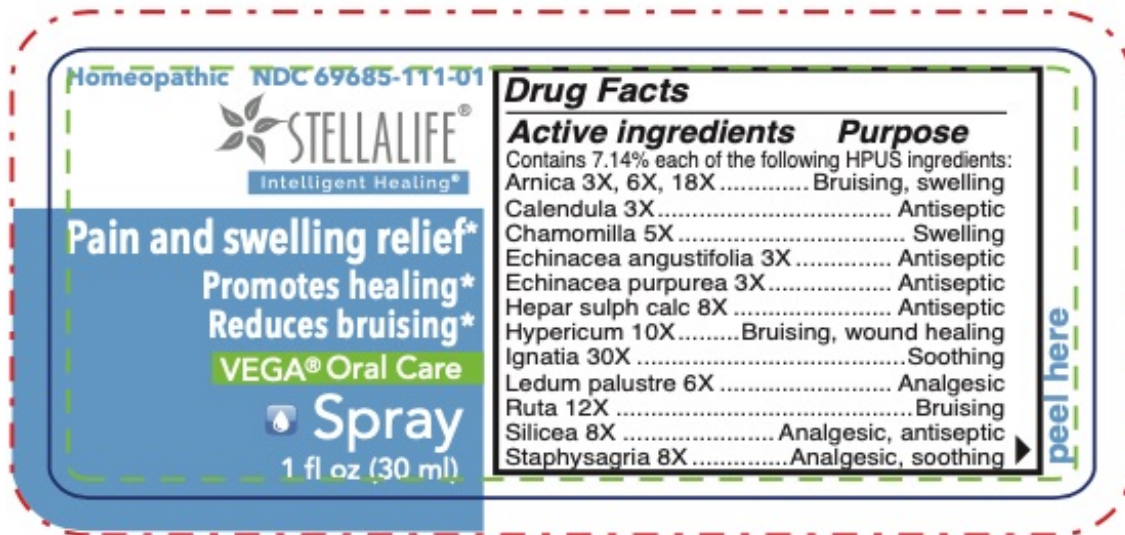 Homeopathic NDC 69685-111-01
STELLALIFE®
Intelligent Healing®
Pain and swelling relief*
Promotes healing*
Reduces bruising*
VEGA® Oral Care
Spray
1 fl oz (30 ml)
Drug Facts
Active ingredients Purpose
Contains 7.14% each of the following HPUS ingredients:
Arnica 3X, 6X, 18X ............. Bruising, swelling
Calendula 3X .................................. Antiseptic
Chamomilla 5X .................................. Swelling
Echinacea angustifolia 3X .............. Antiseptic
Echinacea purpurea 3X .................. Antiseptic
Hepar sulph calc 8X ........................ Antiseptic
Hypericum 10X ......... Bruising, wound healing
Ignatia 30X ....................................... Soothing
Ledum palustre 6X ......................... Analgesic
Ruta 12X ........................................... Bruising
Silicea 8X ...................... Analgesic, antiseptic
Staphysagria 8X .............. Analgesic, soothing
peel here